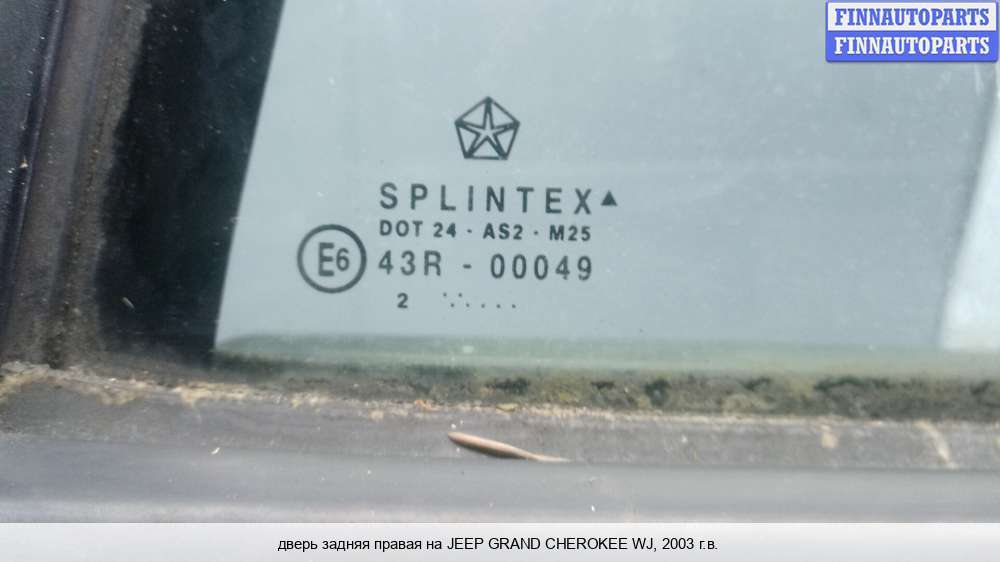 FINNAUTOPARTS
FINNAUTOPARTS
SPLINTEX
DOT 24 · AS2 · M25
E6 43R - 00049
2
дверь задняя правая на JEEP GRAND CHEROKEE WJ, 2003 г.в.